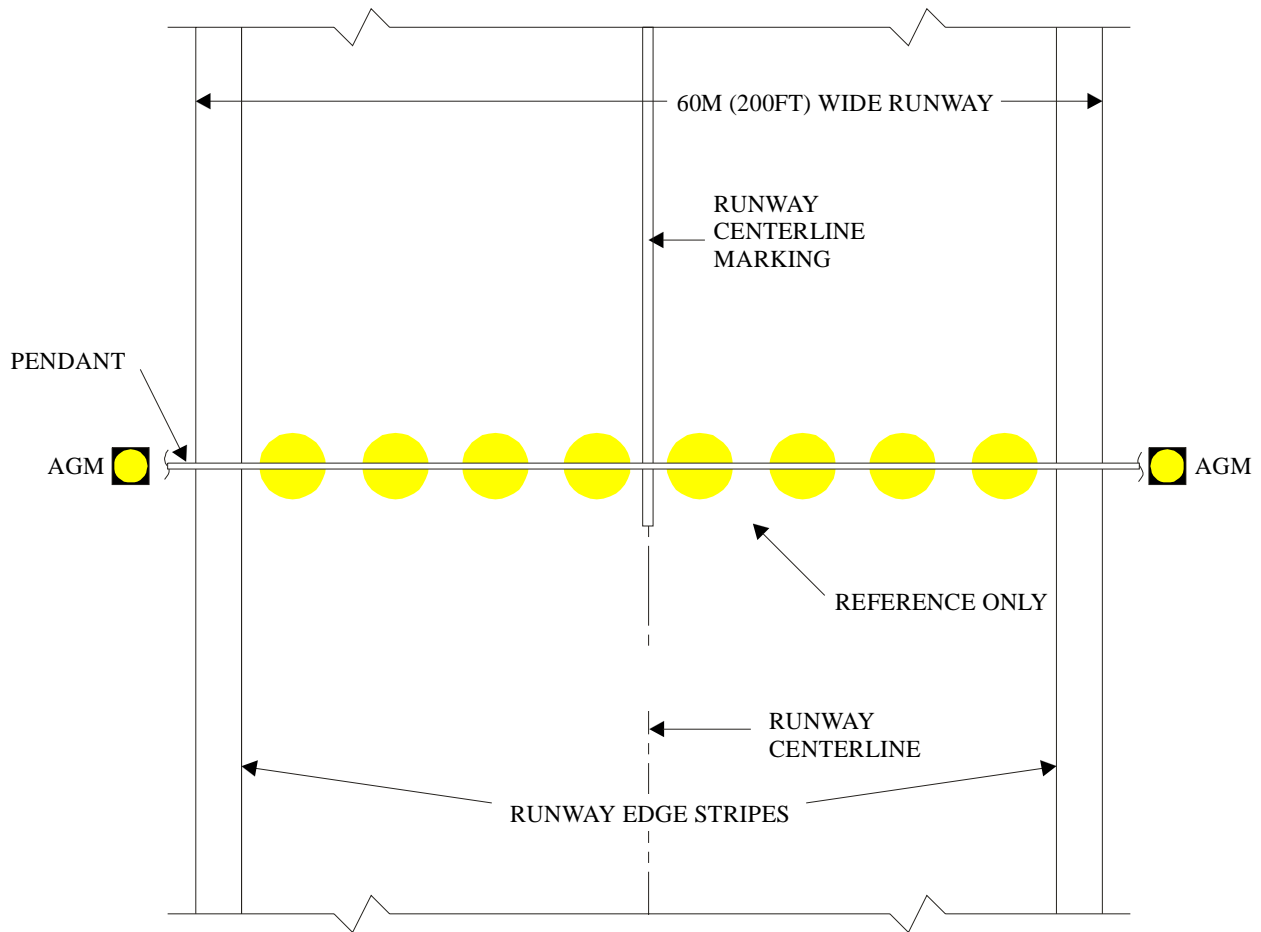 60M (200FT) WIDE RUNWAY
RUNWAY
CENTERLINE
MARKING
PENDANT
AGM
AGM
REFERENCE ONLY
RUNWAY
CENTERLINE
RUNWAY EDGE STRIPES